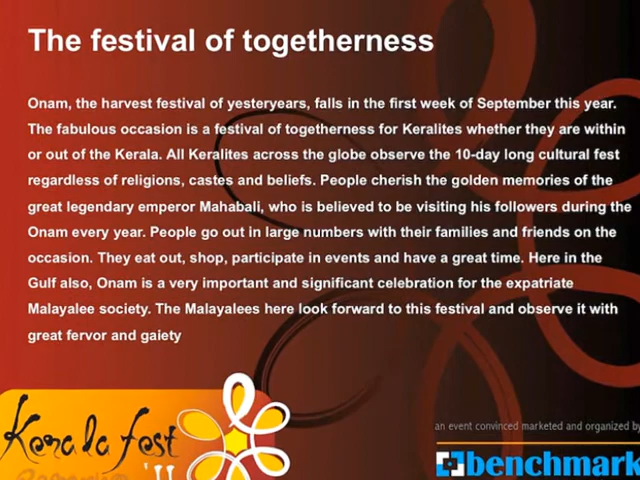 The festival of togetherness
Onam, the harvest festival of yesteryears, falls in the first week of September this year.
The fabulous occasion is a festival of togetherness for Keralites whether they are within
or out of the Kerala. All Keralites across the globe observe the 10-day long cultural fest
regardless of religions, castes and beliefs. People cherish the golden memories of the
great legendary emperor Mahabali, who is believed to be visiting his followers during the
Onam every year. People go out in large numbers with their families and friends on the
occasion. They eat out, shop, participate in events and have a great time. Here in the
Gulf also, Onam is a very important and significant celebration for the expatriate
Malayalee society. The Malayalees here look forward to this festival and observe it with
great fervor and gaiety
Kerala fest
'11
an event convinced marketed and organized by
benchmark